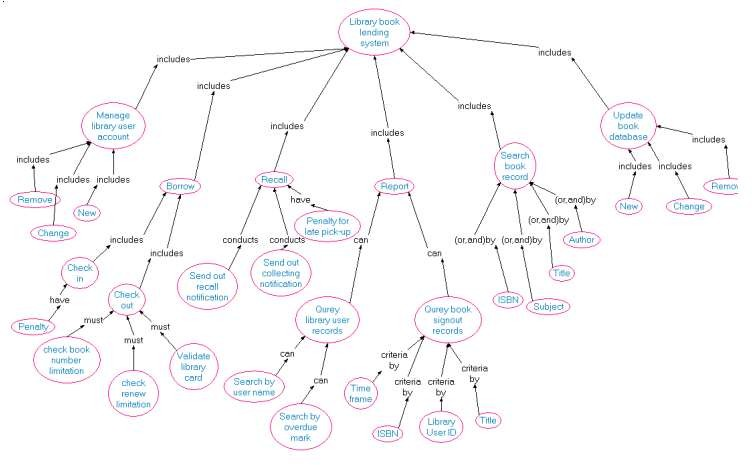 Library book
lending
system
includes
includes
includes
includes
includes
includes
Manage
library user
account
Update
book
database
Search
book
record
includes
includes
includes
Remove
Change
New
Borrow
Recall
Report
includes
includes
includes
New
Change
Remov
have
Penalty for
late pick-up
(or,and)by
(or,and)by
(or,and)by
(or,and)by
Author
Title
ISBN
Subject
includes
includes
conducts
conducts
can
can
Check
in
have
Penalty
Check
out
Send out
recall
notification
Send out
collecting
notification
must
must
must
check book
number
limitation
check
renew
limitation
Validate
library
card
Qurey
library user
records
Qurey book
signout
records
can
can
Search by
user name
Search by
overdue
mark
criteria
by
criteria
by
criteria
by
criteria
by
Time
frame
ISBN
Library
User ID
Title